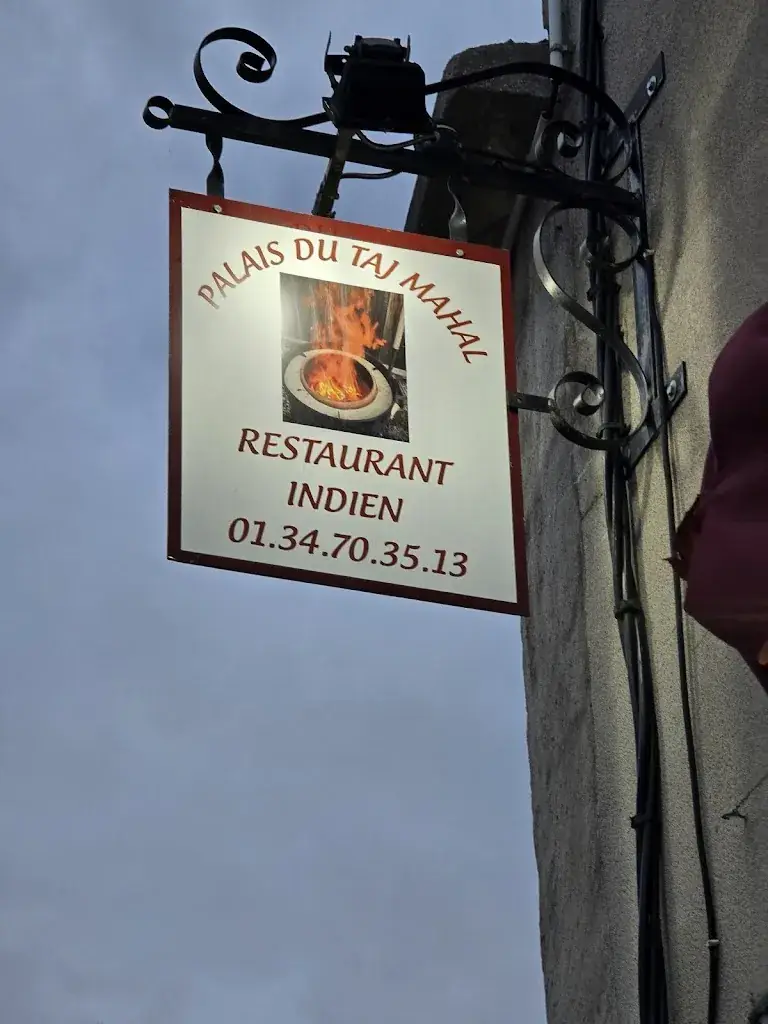 PALAIS DU TAJ MAHAL
RESTAURANT
INDIEN
01.34.70.35.13